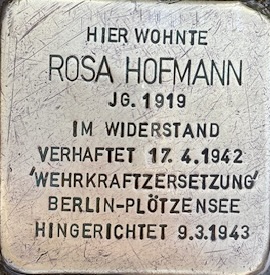 HIER WOHNTE
ROSA HOFMANN
JG. 1919
IM WIDERSTAND
VERHAFTET 17. 4. 1942
'WEHRKRAFTZERSETZUNG'
BERLIN-PLÖTZENSEE
HINGERICHTET 9.3.1943